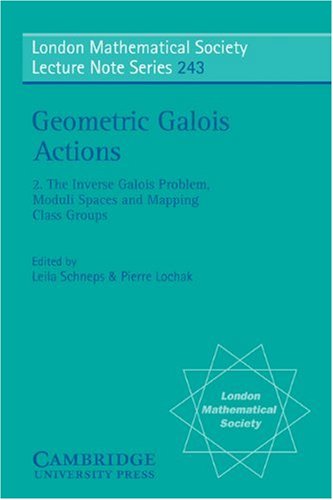 London Mathematical Society
Lecture Note Series 243
Geometric Galois
Actions
2. The Inverse Galois Problem,
Moduli Spaces and Mapping
Class Groups
Edited by
Leila Schneps & Pierre Lochak
London
Mathematical
Society
CAMBRIDGE
UNIVERSITY PRESS